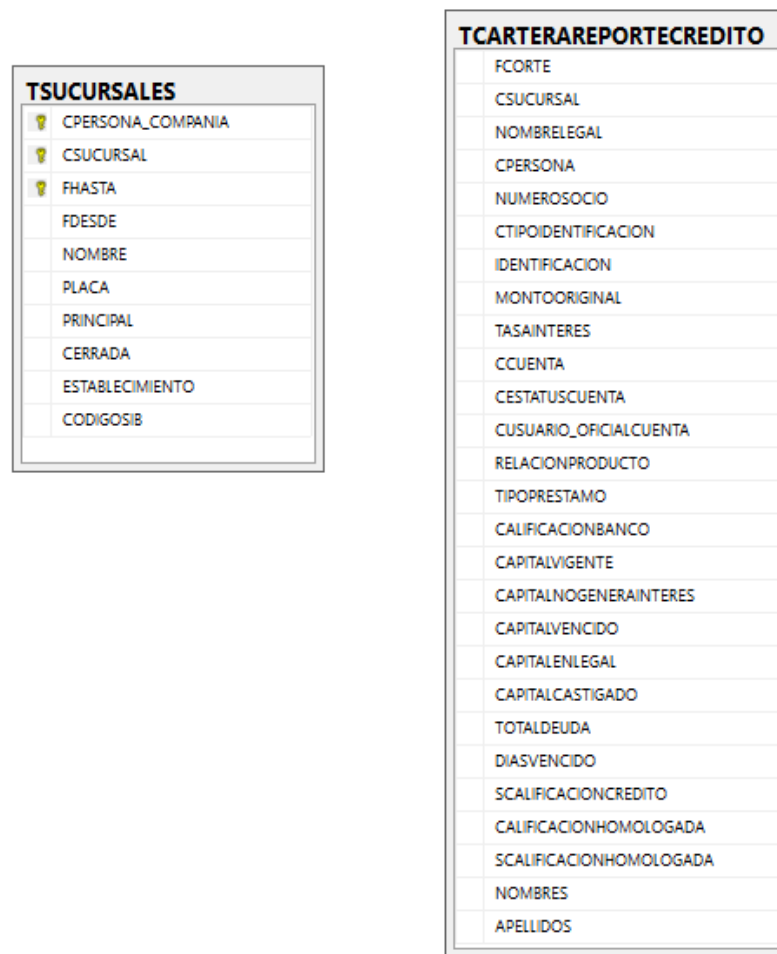 TSUCURSALES
CPERSONA_COMPANIA
CSUCURSAL
FHASTA
FDESDE
NOMBRE
PLACA
PRINCIPAL
CERRADA
ESTABLECIMIENTO
CODIGOSIB
TCARTERAREPORTECREDITO
FCORTE
CSUCURSAL
NOMBRELEGAL
CPERSONA
NUMEROSOCIO
CTIPOIDENTIFICACION
IDENTIFICACION
MONTOORIGINAL
TASAINTERES
CCUENTA
CESTATUSCUENTA
CUSUARIO_OFICIALCUENTA
RELACIONPRODUCTO
TIPOPRESTAMO
CALIFICACIONBANCO
CAPITALVIGENTE
CAPITALNOGENERAINTERES
CAPITALVENCIDO
CAPITALENLEGAL
CAPITALCASTIGADO
TOTALDEUDA
DIASVENCIDO
SCALIFICACIONCREDITO
CALIFICACIONHOMOLOGADA
SCALIFICACIONHOMOLOGADA
NOMBRES
APELLIDOS